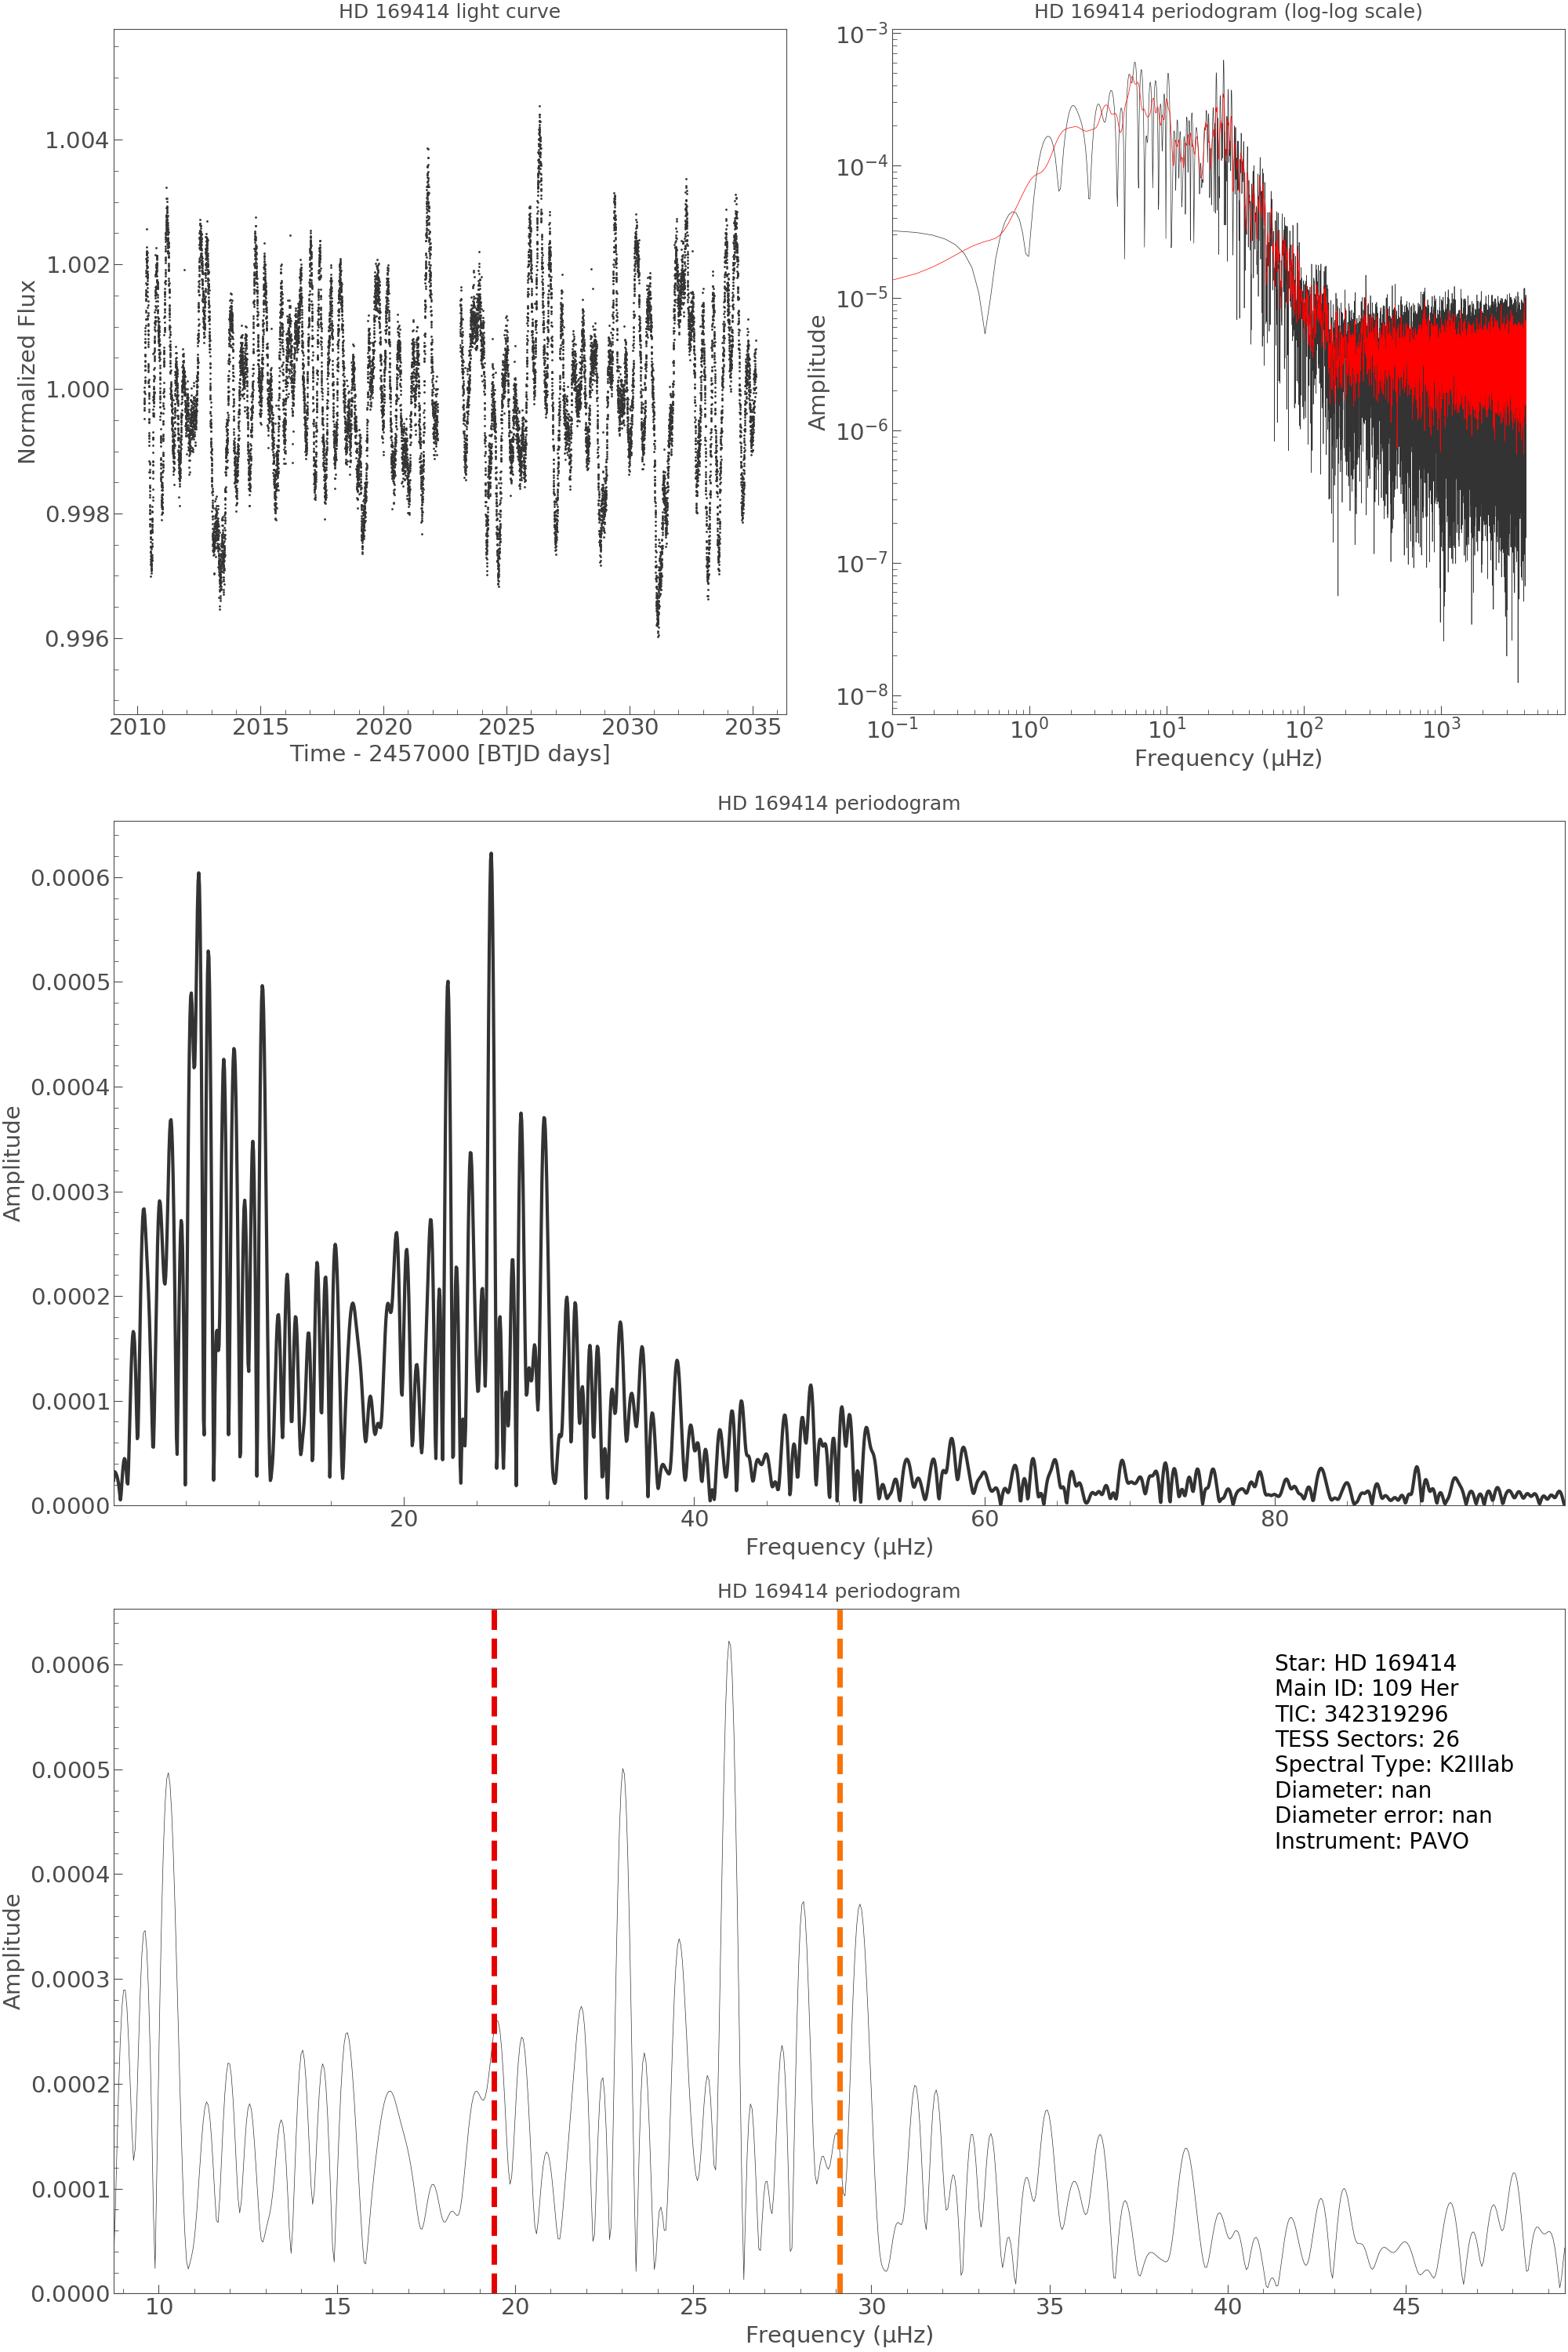 HD 169414 light curve
1.004
1.002
1.000
0.998
0.996
Normalized Flux
2010 2015 2020 2025 2030 2035
Time - 2457000 [BTJD days]
HD 169414 periodogram (log-log scale)
10⁻³
10⁻⁴
10⁻⁵
10⁻⁶
10⁻⁷
10⁻⁸
Amplitude
10⁻¹ 10⁰ 10¹ 10² 10³
Frequency (μHz)
HD 169414 periodogram
0.0006
0.0005
0.0004
0.0003
0.0002
0.0001
0.0000
Amplitude
20 40 60 80
Frequency (μHz)
HD 169414 periodogram
0.0006
0.0005
0.0004
0.0003
0.0002
0.0001
0.0000
Amplitude
Star: HD 169414
Main ID: 109 Her
TIC: 342319296
TESS Sectors: 26
Spectral Type: K2IIIab
Diameter: nan
Diameter error: nan
Instrument: PAVO
10 15 20 25 30 35 40 45
Frequency (μHz)